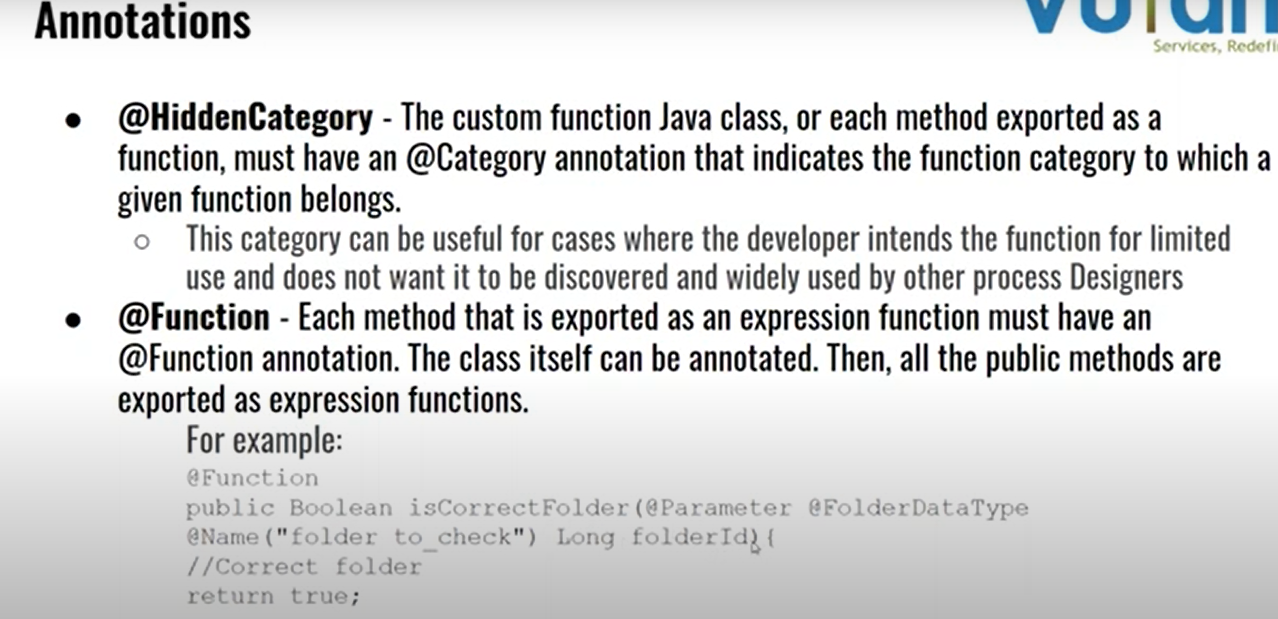 Annotations
Services, Redefi
● @HiddenCategory - The custom function Java class, or each method exported as a
function, must have an @Category annotation that indicates the function category to which a
given function belongs.
○ This category can be useful for cases where the developer intends the function for limited
use and does not want it to be discovered and widely used by other process Designers
● @Function - Each method that is exported as an expression function must have an
@Function annotation. The class itself can be annotated. Then, all the public methods are
exported as expression functions.
For example:
@Function
public Boolean isCorrectFolder(@Parameter @FolderDataType
@Name("folder to_check") Long folderId){
//Correct folder
return true;